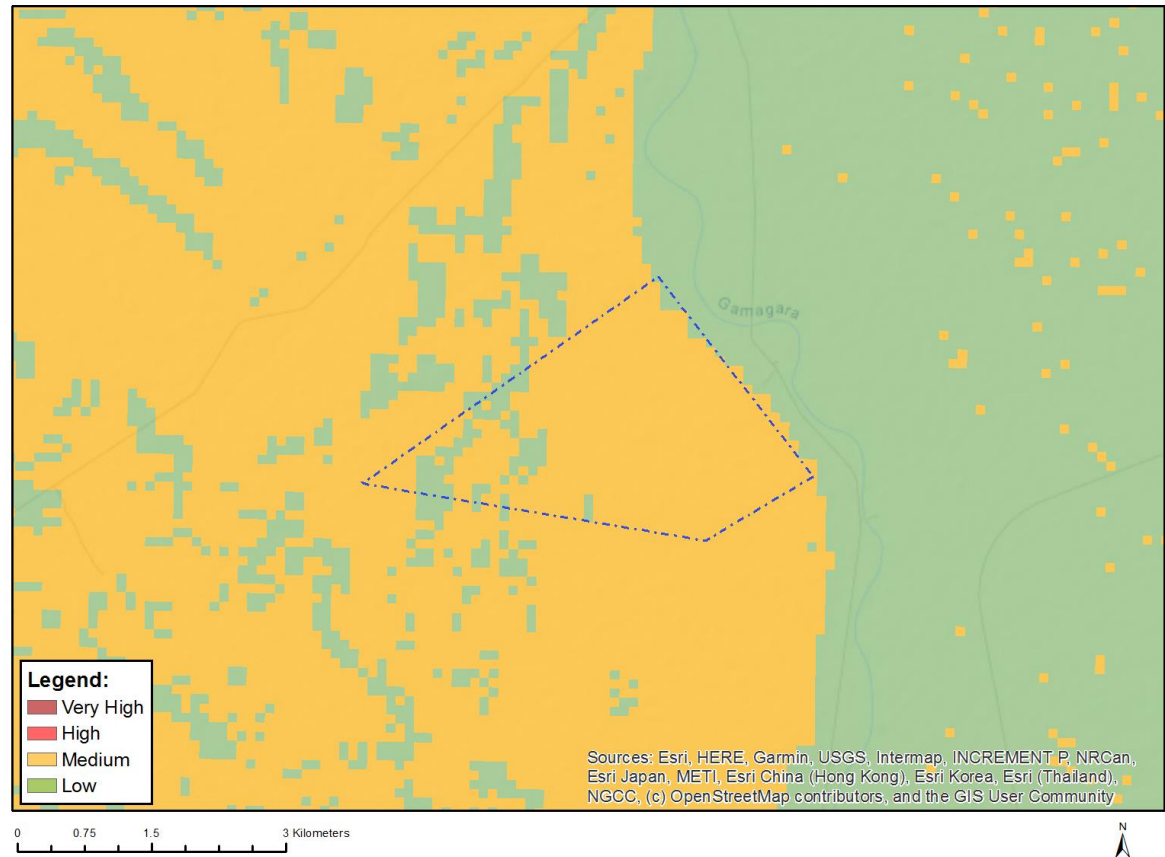 Gamagara
Legend:
Very High
High
Medium
Low
Sources: Esri, HERE, Garmin, USGS, Intermap, INCREMENT P, NRCan,
Esri Japan, METI, Esri China (Hong Kong), Esri Korea, Esri (Thailand),
NGCC, (c) OpenStreetMap contributors, and the GIS User Community
0 0.75 1.5 3 Kilometers
N